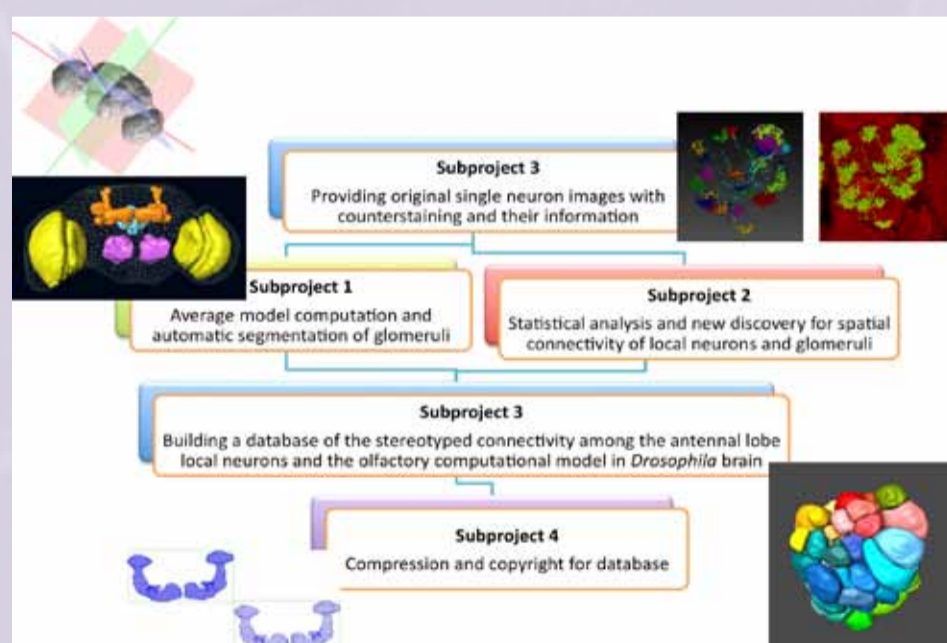 Subproject 3
Providing original single neuron images with
counterstaining and their information
Subproject 1
Average model computation and
automatic segmentation of glomeruli
Subproject 2
Statistical analysis and new discovery for spatial
connectivity of local neurons and glomeruli
Subproject 3
Building a database of the stereotyped connectivity among the antennal lobe
local neurons and the olfactory computational model in Drosophila brain
Subproject 4
Compression and copyright for database